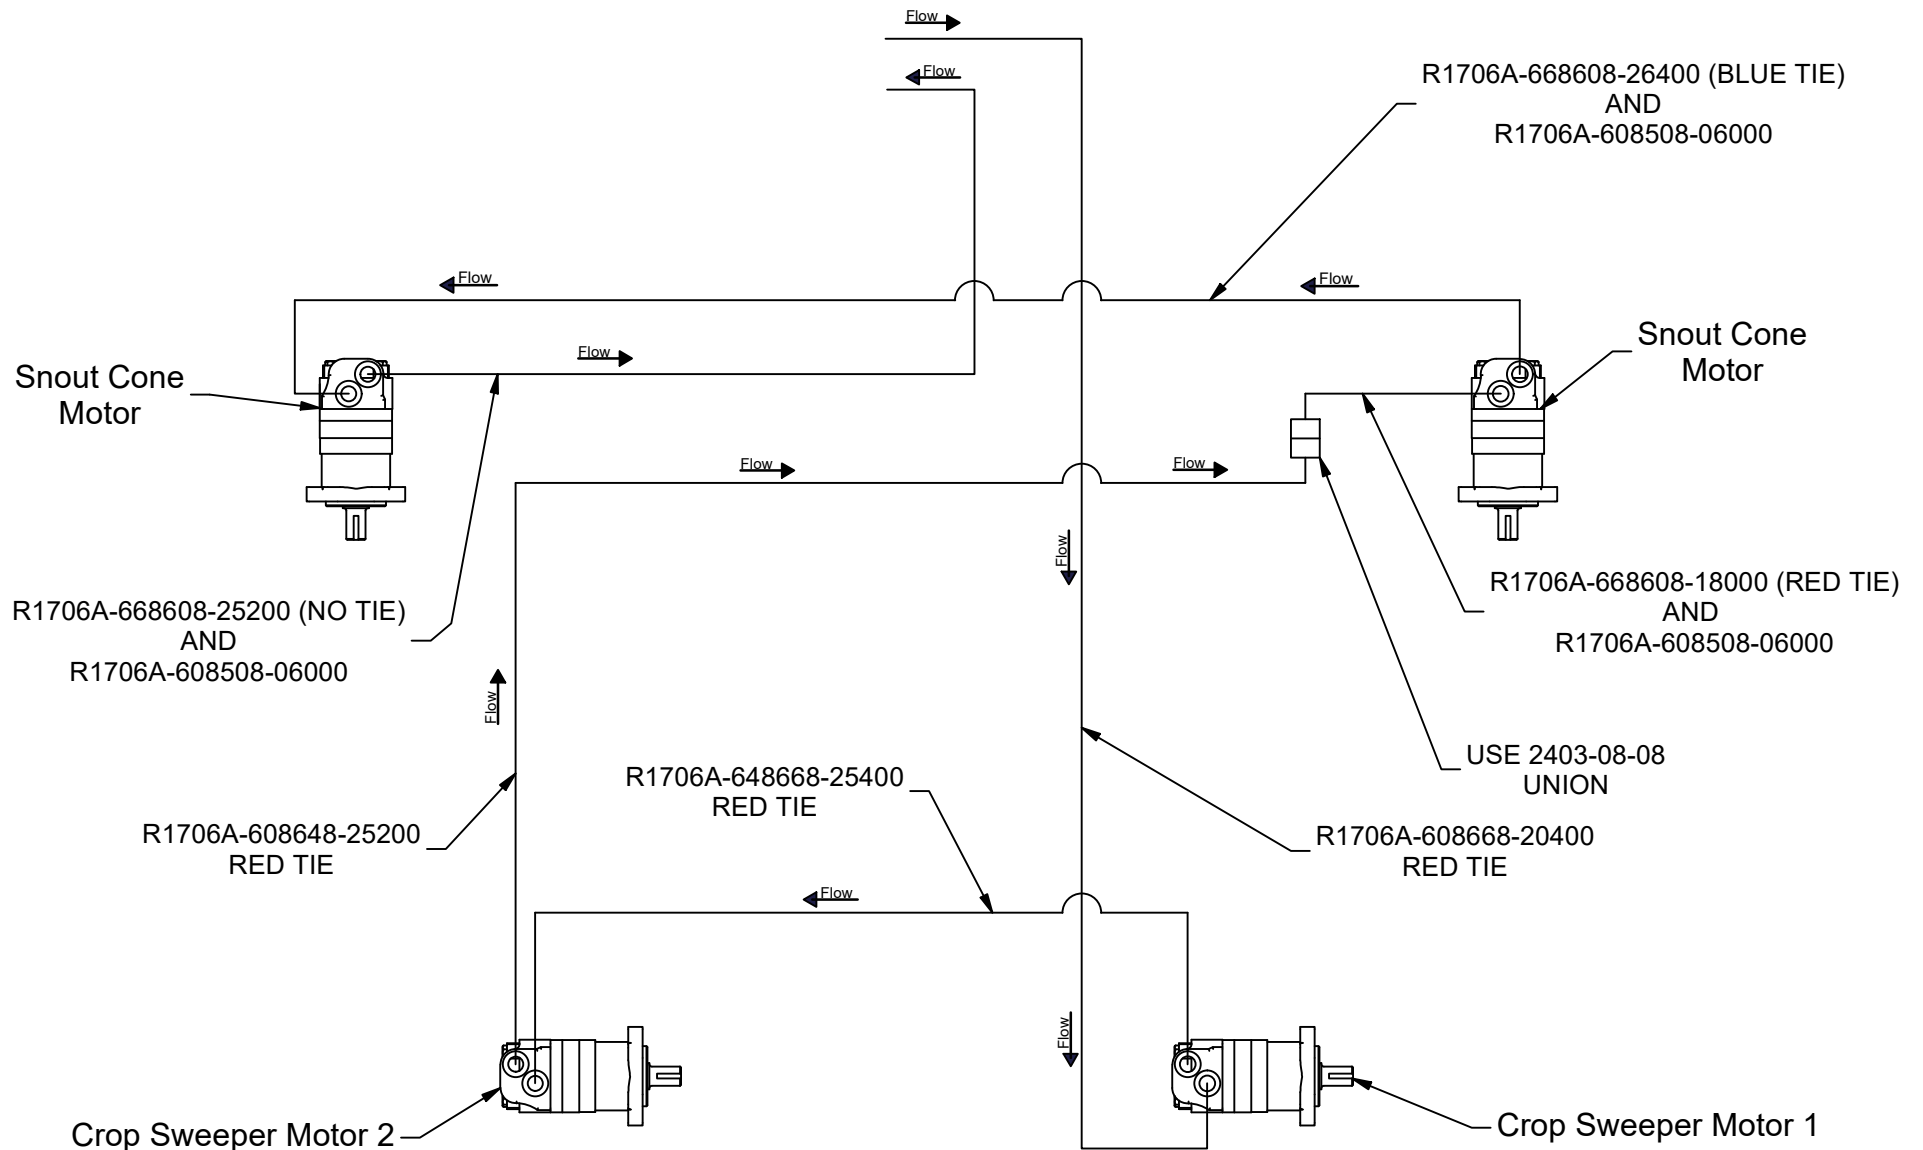 Flow
Flow
R1706A-668608-26400 (BLUE TIE)
AND
R1706A-608508-06000
Flow
Flow
Snout Cone
Motor
Flow
Snout Cone
Motor
Flow
Flow
Flow
R1706A-668608-25200 (NO TIE)
AND
R1706A-608508-06000
R1706A-668608-18000 (RED TIE)
AND
R1706A-608508-06000
Flow
USE 2403-08-08
UNION
R1706A-648668-25400
RED TIE
R1706A-608648-25200
RED TIE
R1706A-608668-20400
RED TIE
Flow
Flow
Crop Sweeper Motor 2
Crop Sweeper Motor 1